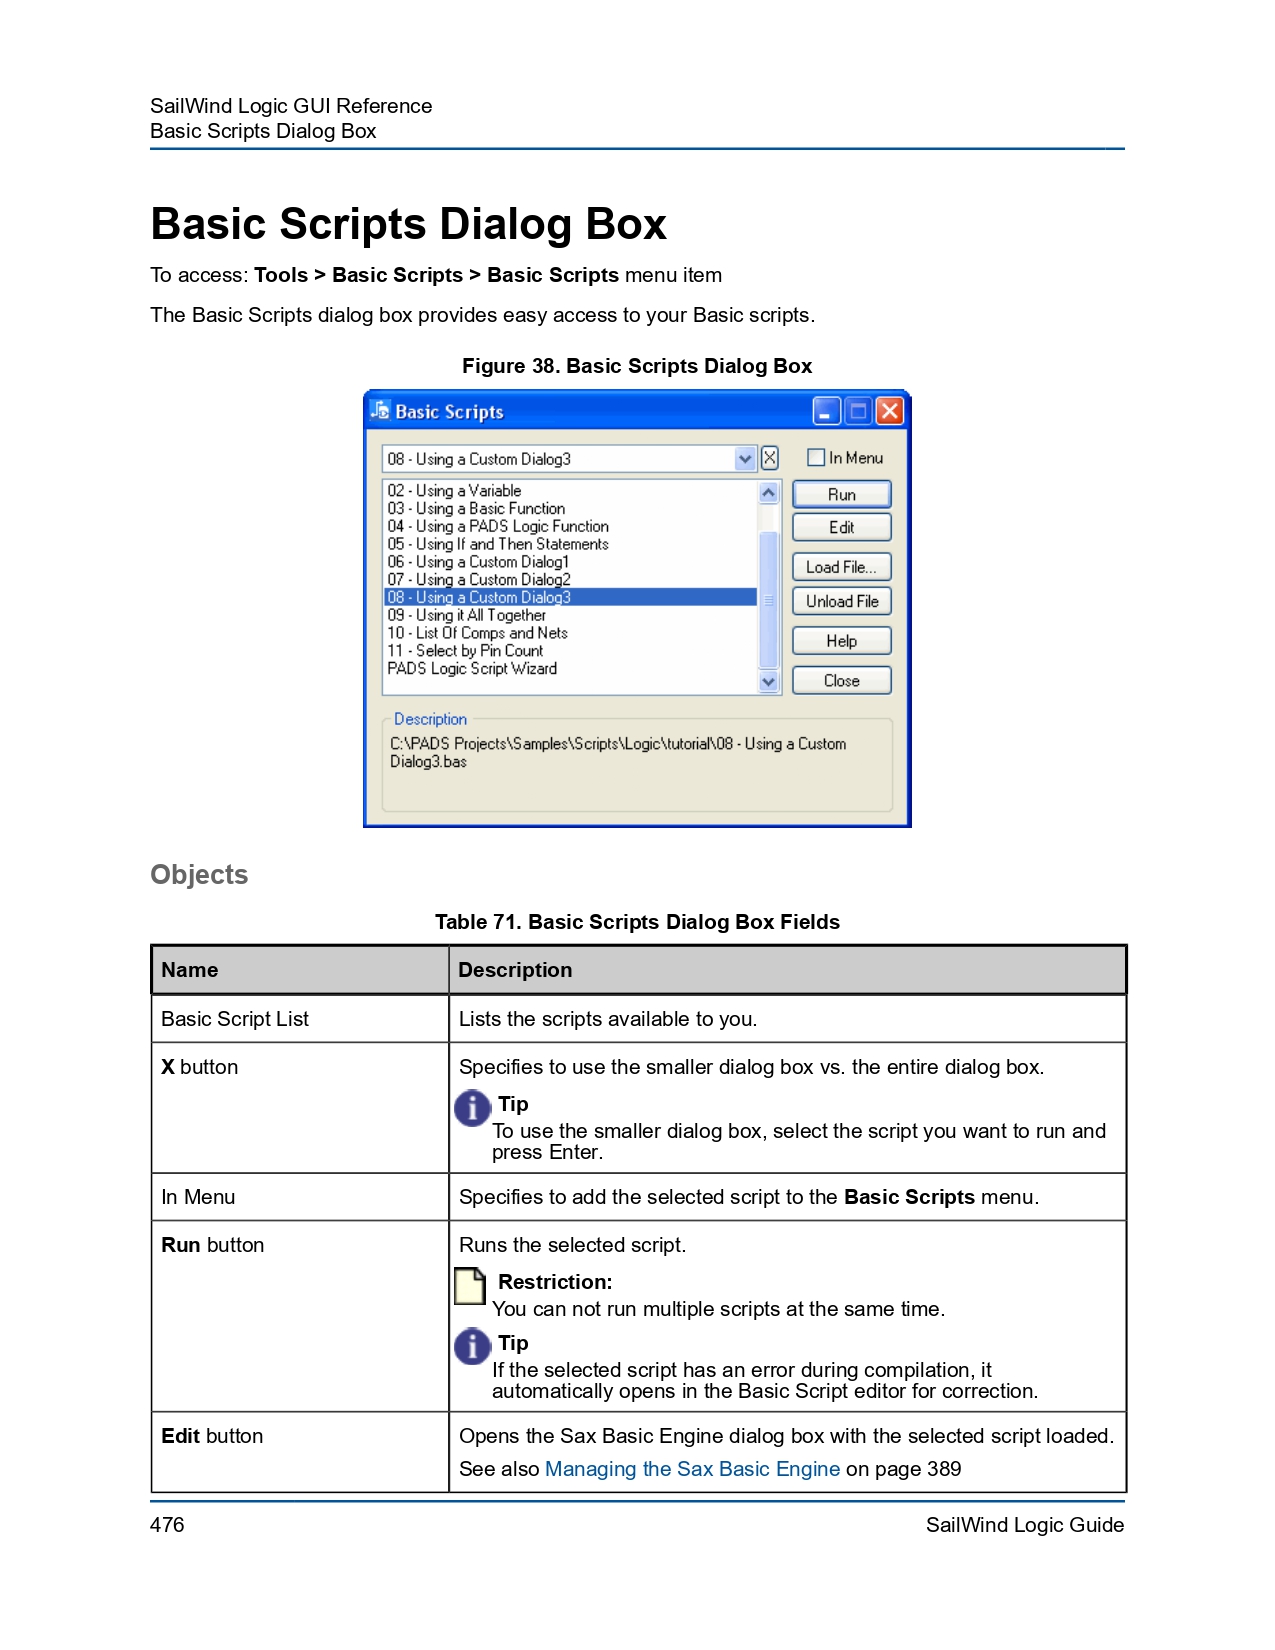 SailWind Logic GUI Reference
Basic Scripts Dialog Box
Basic Scripts Dialog Box
To access: Tools > Basic Scripts > Basic Scripts menu item
The Basic Scripts dialog box provides easy access to your Basic scripts.
Figure 38. Basic Scripts Dialog Box
Basic Scripts
08 - Using a Custom Dialog3
X
In Menu
02 - Using a Variable
03 - Using a Basic Function
04 - Using a PADS Logic Function
05 - Using If and Then Statements
06 - Using a Custom Dialog1
07 - Using a Custom Dialog2
08 - Using a Custom Dialog3
09 - Using it All Together
10 - List Of Comps and Nets
11 - Select by Pin Count
PADS Logic Script Wizard
Run
Edit
Load File...
Unload File
Help
Close
Description
C:\PADS Projects\Samples\Scripts\Logic\tutorial\08 - Using a Custom
Dialog3.bas
Objects
Table 71. Basic Scripts Dialog Box Fields
Name Description
Basic Script List Lists the scripts available to you.
X button Specifies to use the smaller dialog box vs. the entire dialog box.
Tip
To use the smaller dialog box, select the script you want to run and
press Enter.
In Menu Specifies to add the selected script to the Basic Scripts menu.
Run button Runs the selected script.
Restriction:
You can not run multiple scripts at the same time.
Tip
If the selected script has an error during compilation, it
automatically opens in the Basic Script editor for correction.
Edit button Opens the Sax Basic Engine dialog box with the selected script loaded.
See also Managing the Sax Basic Engine on page 389
476 SailWind Logic Guide